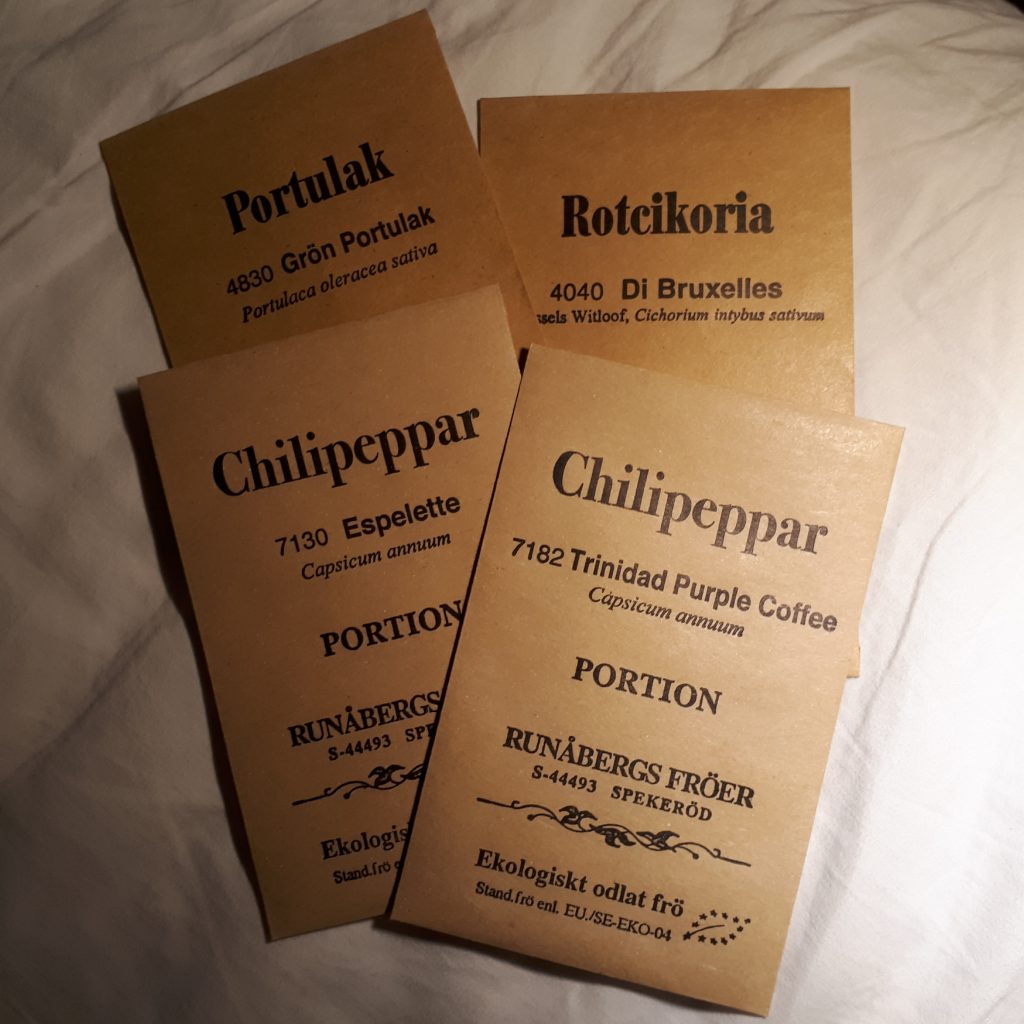 Portulak
4830 Grön Portulak
Portulaca oleracea sativa
Rotcikoria
4040 Di Bruxelles
Witloof, Cichorium intybus sativum
Chilipeppar
7130 Espelette
Capsicum annuum
PORTION
RUNÅBERGS
S-44493
Chilipeppar
7182 Trinidad Purple Coffee
Capsicum annuum
PORTION
RUNÅBERGS FRÖER
S-44493 SPEKERÖD
Ekologiskt odlat frö
Stand.frö enl. EU./SE-EKO-04